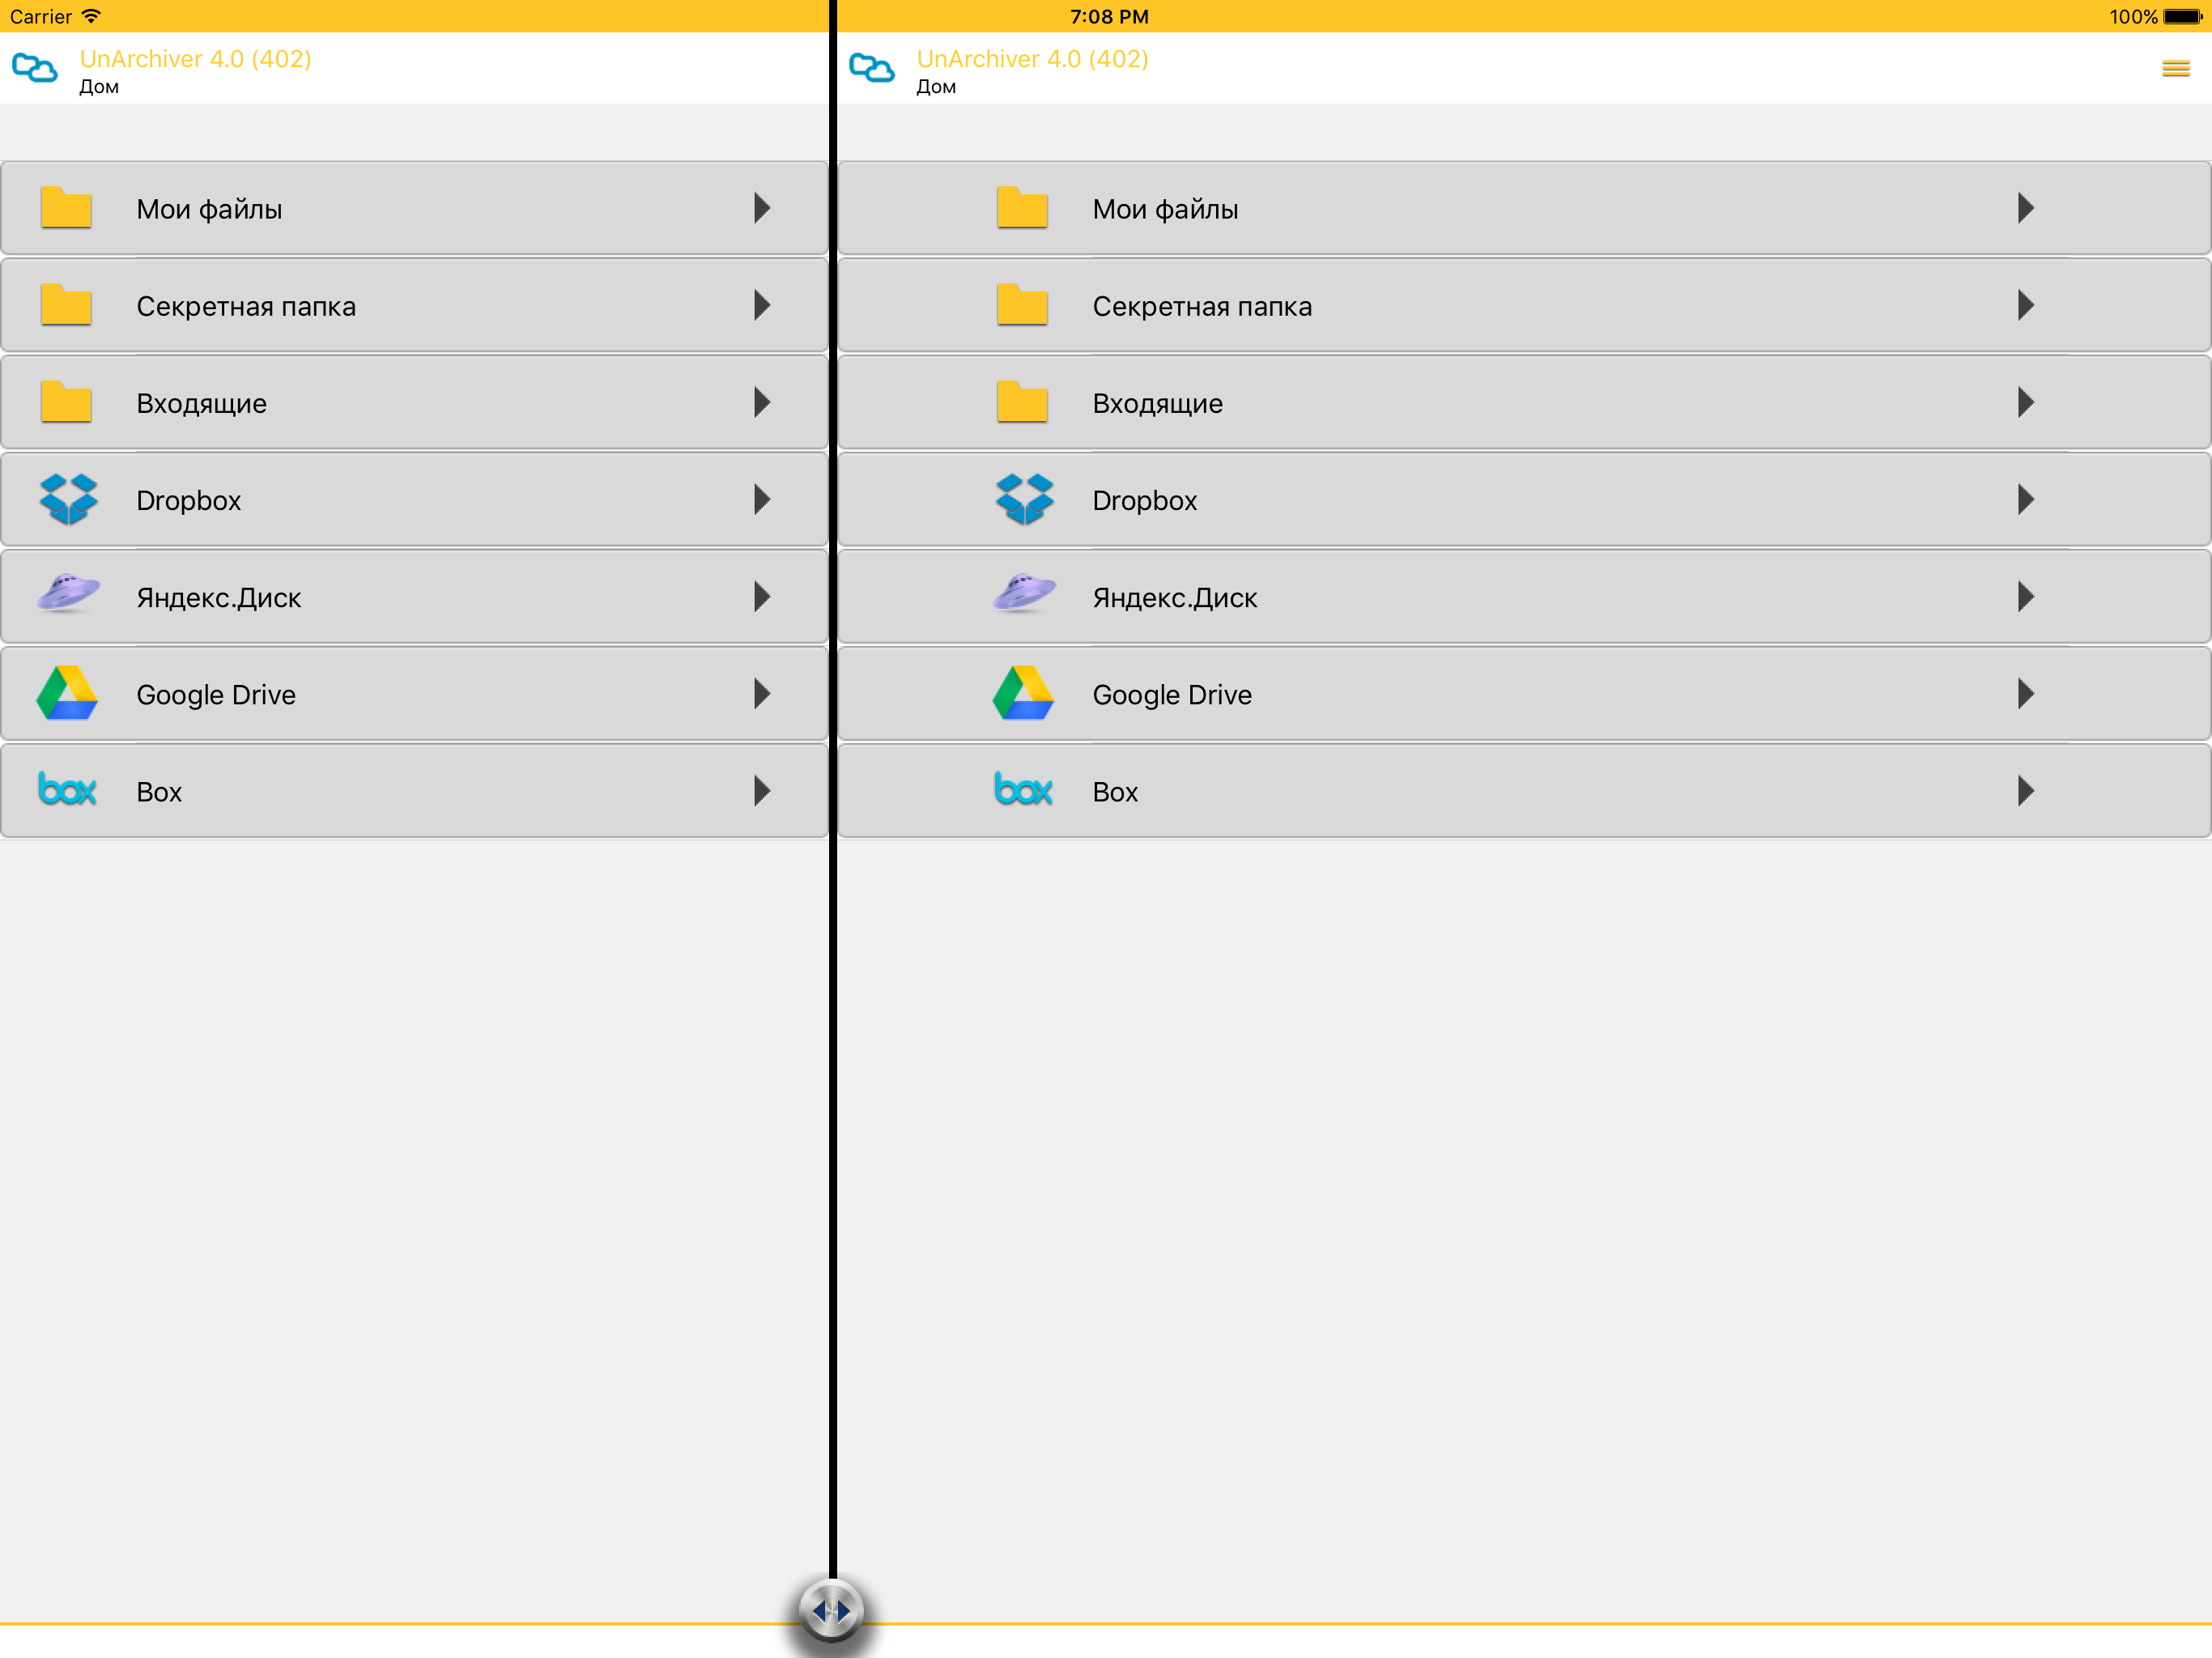 Carrier
7:08 PM
100%
UnArchiver 4.0 (402)
Дом
Мои файлы
Секретная папка
Входящие
Dropbox
Яндекс.Диск
Google Drive
box
Box
UnArchiver 4.0 (402)
Дом
Мои файлы
Секретная папка
Входящие
Dropbox
Яндекс.Диск
Google Drive
box
Box